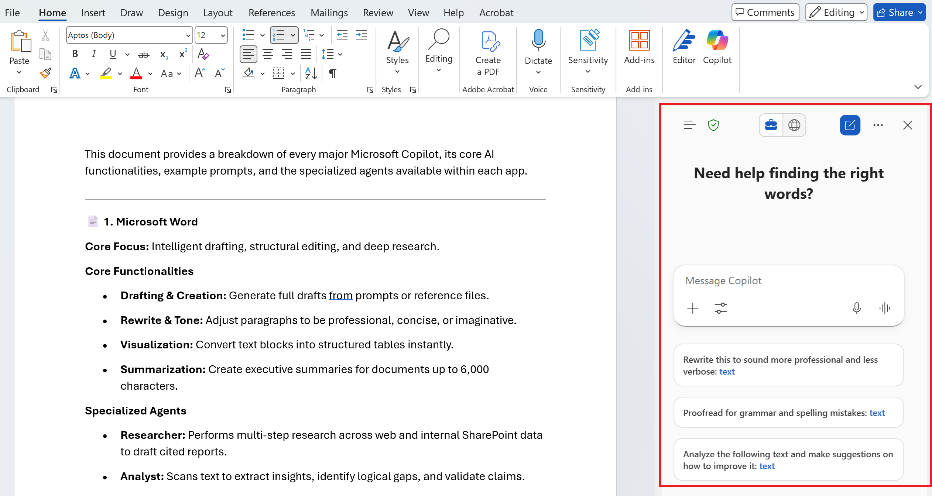 File Home Insert Draw Design Layout References Mailings Review View Help Acrobat Comments Editing Share
Aptos (Body) 12
Paste
B I U ab x₂ x² A
A A Aa A A
Styles
Editing
Create
a PDF
Dictate
Sensitivity
Add-ins
Editor
Copilot
Clipboard Font Paragraph Styles Adobe Acrobat Voice Sensitivity Add-ins
This document provides a breakdown of every major Microsoft Copilot, its core AI
functionalities, example prompts, and the specialized agents available within each app.
1. Microsoft Word
Core Focus: Intelligent drafting, structural editing, and deep research.
Core Functionalities
• Drafting & Creation: Generate full drafts from prompts or reference files.
• Rewrite & Tone: Adjust paragraphs to be professional, concise, or imaginative.
• Visualization: Convert text blocks into structured tables instantly.
• Summarization: Create executive summaries for documents up to 6,000
characters.
Specialized Agents
• Researcher: Performs multi-step research across web and internal SharePoint data
to draft cited reports.
• Analyst: Scans text to extract insights, identify logical gaps, and validate claims.
Need help finding the right
words?
Message Copilot
Rewrite this to sound more professional and less
verbose: text
Proofread for grammar and spelling mistakes: text
Analyze the following text and make suggestions on
how to improve it: text